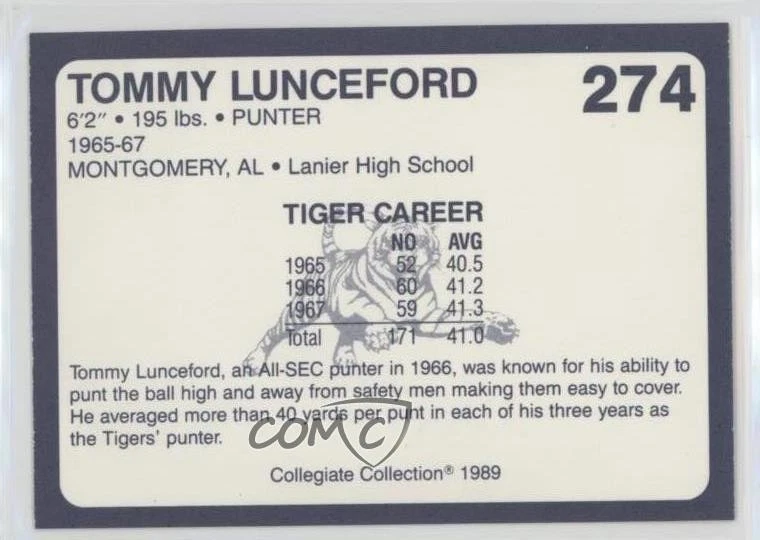 TOMMY LUNCEFORD 274
6'2" • 195 lbs. • PUNTER
1965-67
MONTGOMERY, AL • Lanier High School
TIGER CAREER
NO AVG
1965 52 40.5
1966 60 41.2
1967 59 41.3
Total 171 41.0
Tommy Lunceford, an All-SEC punter in 1966, was known for his ability to
punt the ball high and away from safety men making them easy to cover.
He averaged more than 40 yards per punt in each of his three years as
the Tigers' punter.
COMC
Collegiate Collection® 1989